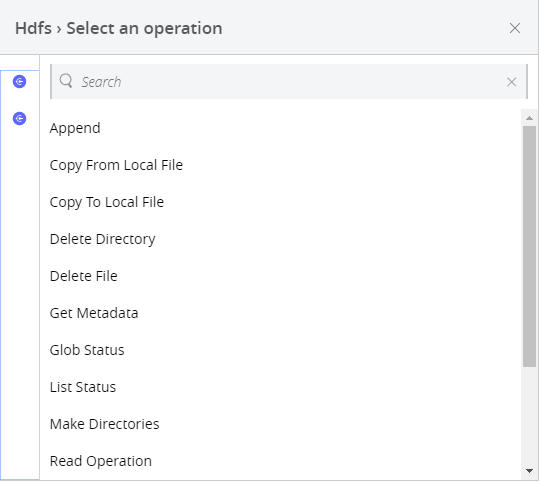 Hdfs › Select an operation
Search
Append
Copy From Local File
Copy To Local File
Delete Directory
Delete File
Get Metadata
Glob Status
List Status
Make Directories
Read Operation